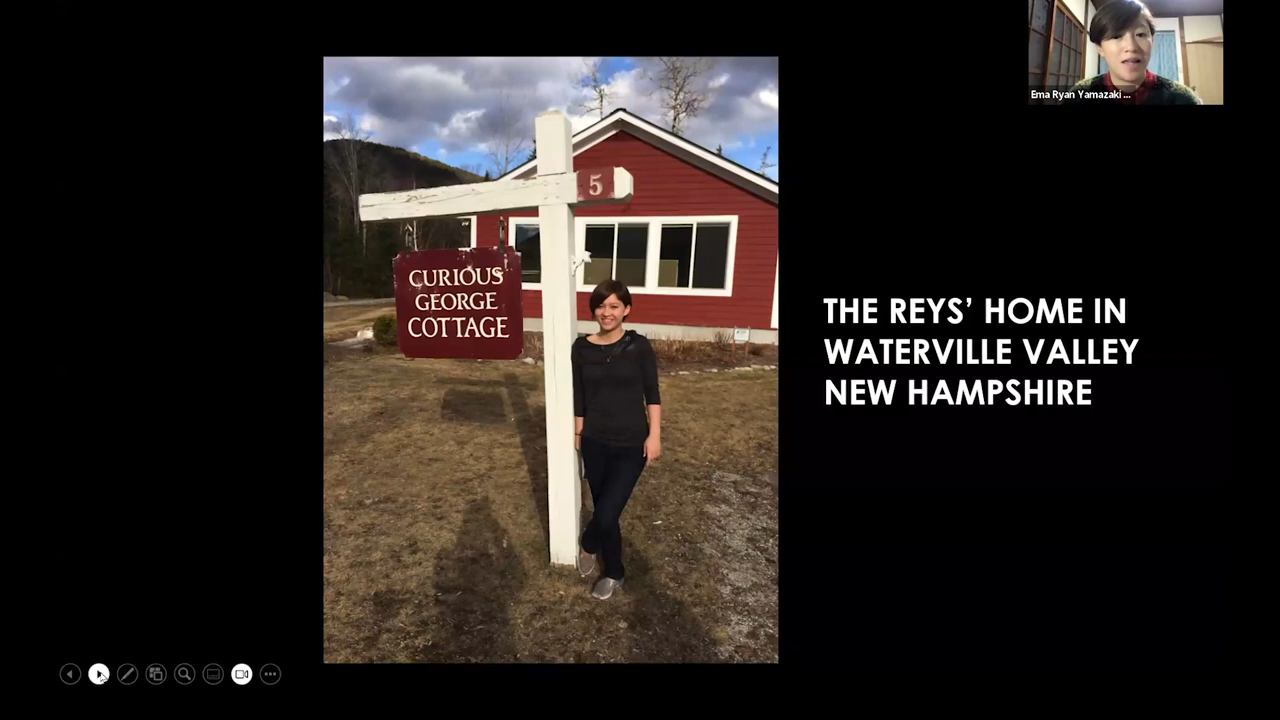 Ema Ryan Yamazaki ...
5
CURIOUS
GEORGE
COTTAGE
THE REYS’ HOME IN
WATERVILLE VALLEY
NEW HAMPSHIRE